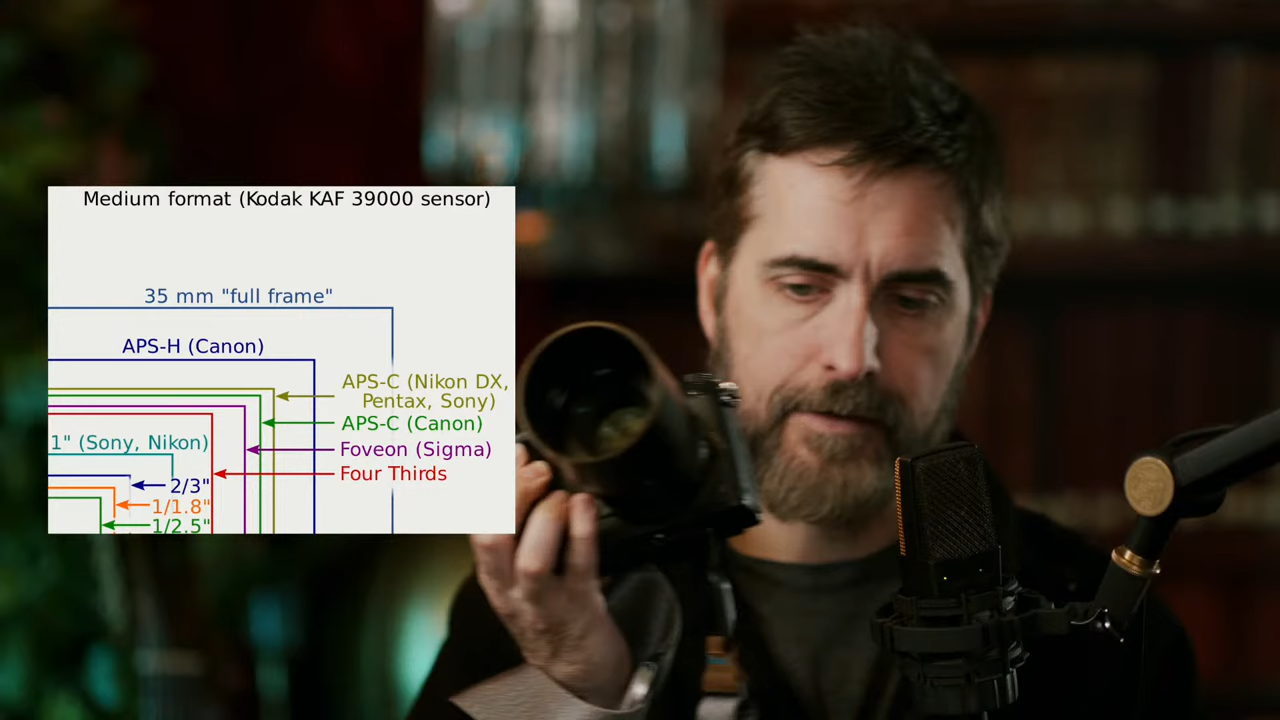 Medium format (Kodak KAF 39000 sensor)
35 mm "full frame"
APS-H (Canon)
APS-C (Nikon DX,
Pentax, Sony)
APS-C (Canon)
1" (Sony, Nikon)
Foveon (Sigma)
Four Thirds
2/3"
1/1.8"
1/2.5"